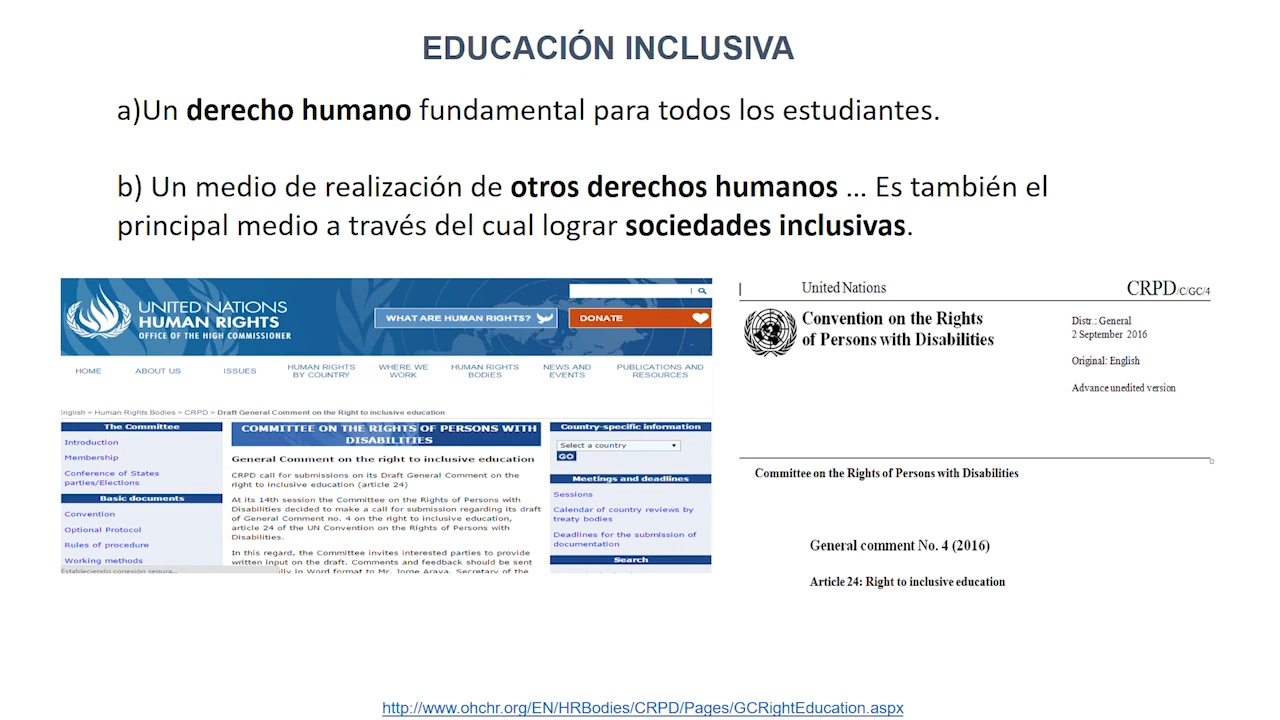 EDUCACIÓN INCLUSIVA
a)Un derecho humano fundamental para todos los estudiantes.
b) Un medio de realización de otros derechos humanos ... Es también el
principal medio a través del cual lograr sociedades inclusivas.
UNITED NATIONS
HUMAN RIGHTS
OFFICE OF THE HIGH COMMISSIONER
WHAT ARE HUMAN RIGHTS?
DONATE
HOME
ABOUT US
ISSUES
HUMAN RIGHTS
BY COUNTRY
WHERE WE
WORK
HUMAN RIGHTS
BODIES
NEWS AND
EVENTS
PUBLICATIONS AND
RESOURCES
English > Human Rights Bodies > CRPD > Draft General Comment on the Right to inclusive education
The Committee
Introduction
Membership
Conference of States
parties/Elections
Basic documents
Convention
Optional Protocol
Rules of procedure
Working methods
Estableciendo conexión segura...
COMMITTEE ON THE RIGHTS OF PERSONS WITH
DISABILITIES
General Comment on the right to inclusive education
CRPD call for submissions on its Draft General Comment on the
right to inclusive education (article 24)
At its 14th session the Committee on the Rights of Persons with
Disabilities decided to make a call for submission regarding its draft
of General Comment no. 4 on the right to inclusive education,
article 24 of the UN Convention on the Rights of Persons with
Disabilities.
In this regard, the Committee invites interested parties to provide
written input on the draft. Comments and feedback should be sent
in Word format to Mr. Jorge Araya, Secretary of the
Country-specific information
Select a country
GO
Meetings and deadlines
Sessions
Calendar of country reviews by
treaty bodies
Deadlines for the submission of
documentation
Search
United Nations
CRPD/C/GC/4
Convention on the Rights
of Persons with Disabilities
Distr.: General
2 September 2016
Original: English
Advance unedited version
Committee on the Rights of Persons with Disabilities
General comment No. 4 (2016)
Article 24: Right to inclusive education
http://www.ohchr.org/EN/HRBodies/CRPD/Pages/GCRightEducation.aspx